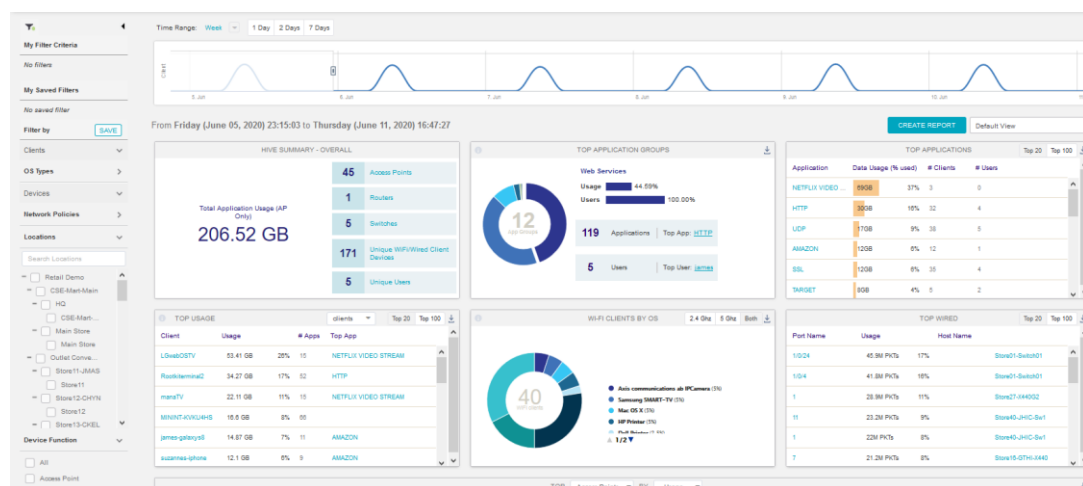 Time Range: Week 1 Day 2 Days 7 Days
My Filter Criteria
No filters
My Saved Filters
No saved filter
Filter by SAVE
Clients
OS Types
Devices
Network Policies
Locations
Search Locations
Retail Demo
CSE-Mart-Main
HQ
CSE-Mart-...
Main Store
Main Store
Outlet Conve...
Store11-JMAS
Store11
Store12-CHYN
Store12
Store13-CKEL
Device Function
All
Access Point
Client
5. Jun 6. Jun 7. Jun 8. Jun 9. Jun 10. Jun
From Friday (June 05, 2020) 23:15:03 to Thursday (June 11, 2020) 16:47:27
CREATE REPORT Default View
HIVE SUMMARY - OVERALL
Total Application Usage (AP
Only)
206.52 GB
45 Access Points
1 Routers
5 Switches
171 Unique WiFi/Wired Client
Devices
5 Unique Users
TOP APPLICATION GROUPS
12
App Groups
Web Services
Usage 44.59%
Users 100.00%
119 Applications Top App: HTTP
5 Users Top User: james
TOP APPLICATIONS Top 20 Top 100
Application Data Usage (% used) # Clients # Users
NETFLIX VIDEO ... 69GB 37% 3
HTTP 30GB 16% 32 4
UDP 17GB 9% 38 5
AMAZON 12GB 6% 12 1
SSL 12GB 6% 4
TARGET 8GB 4% 2
TOP USAGE clients Top 20 Top 100
Client Usage # Apps Top App
LGwebOSTV 53.41 GB 26% 15 NETFLIX VIDEO STREAM
34.27 GB 17% 52 HTTP
manaTV 22.11 GB 11% 15 NETFLIX VIDEO STREAM
MININT-KVKU4HS 16.6 GB 8% 66
james-galaxys8 14.87 GB 7% 11 AMAZON
suzannes-iphone 12.1 GB 9 AMAZON
WI-FI CLIENTS BY OS 2.4 Ghz 5 Ghz Both
40
WiFi clients
Axis communications ab IPCamera (5%)
Samsung SMART-TV (5%)
Mac OS X (5%)
HP Printer (5%)
1/2
TOP WIRED Top 20 Top 100
Port Name Usage Host Name
1/0/24 45.9M PKTs 17% Store01-Switch01
1/0/4 41.8M PKTs 16% Store01-Switch01
1 28.9M PKTs 11% Store27-X440G2
11 23.2M PKTs 9% Store40-JHIC-Sw1
1 22M PKTs 8% Store40-JHIC-Sw1
7 21.2M PKTs 8% Store15-GTHI-X440